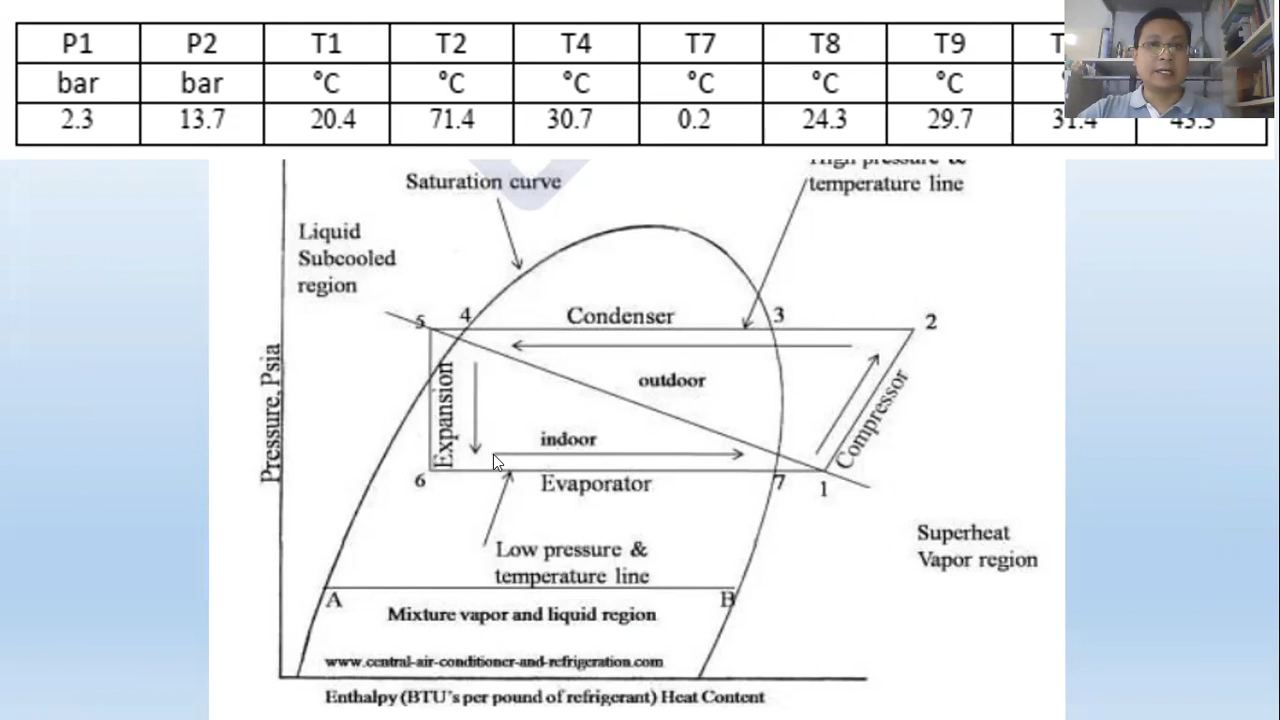 P1 P2 T1 T2 T4 T7 T8 T9
bar bar °C °C °C °C °C °C
2.3 13.7 20.4 71.4 30.7 0.2 24.3 29.7 31.4 45.5
High pressure &
temperature line
Saturation curve
Liquid
Subcooled
region
5 4 Condenser 3 2
outdoor
Pressure, Psia
Expansion
Compressor
indoor
6 Evaporator 7 1
Superheat
Vapor region
Low pressure &
temperature line
A B
Mixture vapor and liquid region
www.central-air-conditioner-and-refrigeration.com
Enthalpy (BTU's per pound of refrigerant) Heat Content